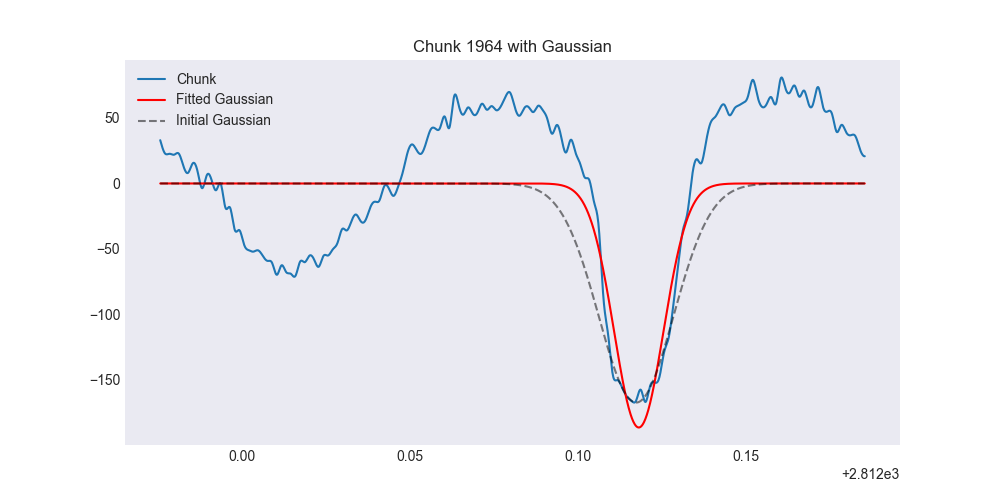 Chunk 1964 with Gaussian
Chunk
Fitted Gaussian
Initial Gaussian
50
0
−50
−100
−150
0.00 0.05 0.10 0.15
+2.812e3